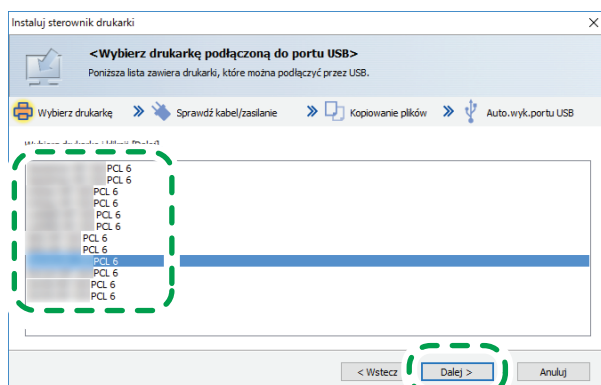 Instaluj sterownik drukarki
<Wybierz drukarkę podłączoną do portu USB>
Poniższa lista zawiera drukarki, które można podłączyć przez USB.
Wybierz drukarkę » Sprawdź kabel/zasilanie » Kopiowanie plików » Auto.wyk.portu USB
PCL 6
PCL 6
PCL 6
PCL 6
PCL 6
PCL 6
PCL 6
PCL 6
PCL 6
PCL 6
PCL 6
PCL 6
< Wstecz Dalej > Anuluj